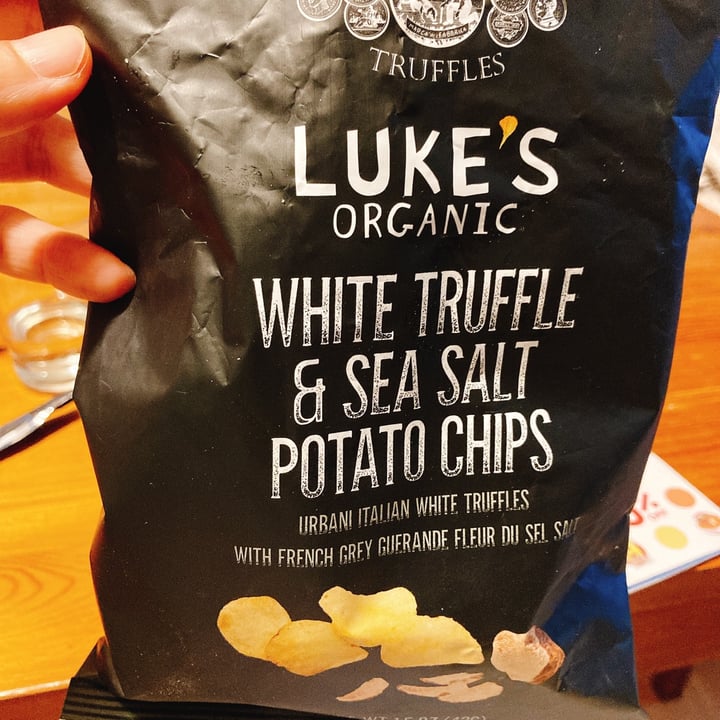 TRUFFLES
LUKE'S
ORGANIC
WHITE TRUFFLE
& SEA SALT
POTATO CHIPS
URBANI ITALIAN WHITE TRUFFLES
WITH FRENCH GREY GUERANDE FLEUR DU SEL SALT